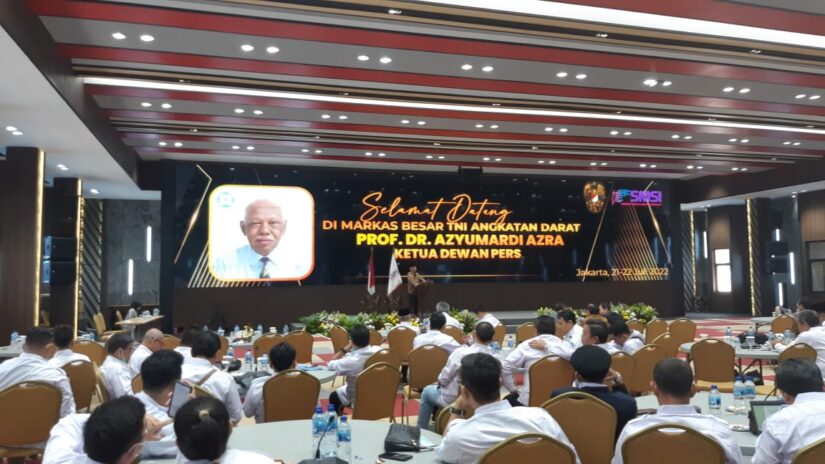 Selamat Datang
DI MARKAS BESAR TNI ANGKATAN DARAT
PROF. DR. AZYUMARDI AZRA
KETUA DEWAN PERS
SMSI
Jakarta, 21-22 Juli 2022